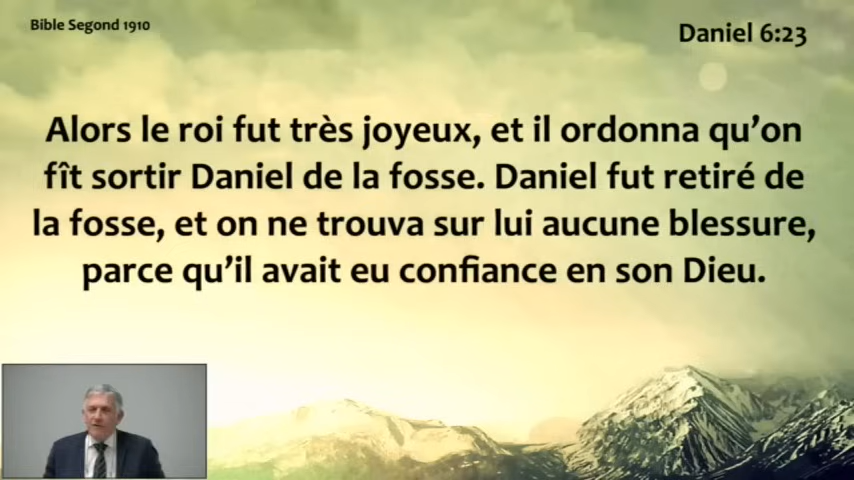 Bible Segond 1910
Daniel 6:23
Alors le roi fut très joyeux, et il ordonna qu’on
fît sortir Daniel de la fosse. Daniel fut retiré de
la fosse, et on ne trouva sur lui aucune blessure,
parce qu’il avait eu confiance en son Dieu.